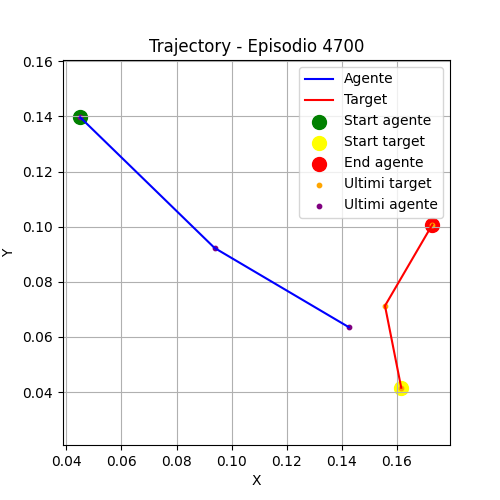 Trajectory - Episodio 4700
0.16
0.14
0.12
0.10
0.08
0.06
0.04
Y
Agente
Target
Start agente
Start target
End agente
Ultimi target
Ultimi agente
0.04 0.06 0.08 0.10 0.12 0.14 0.16
X